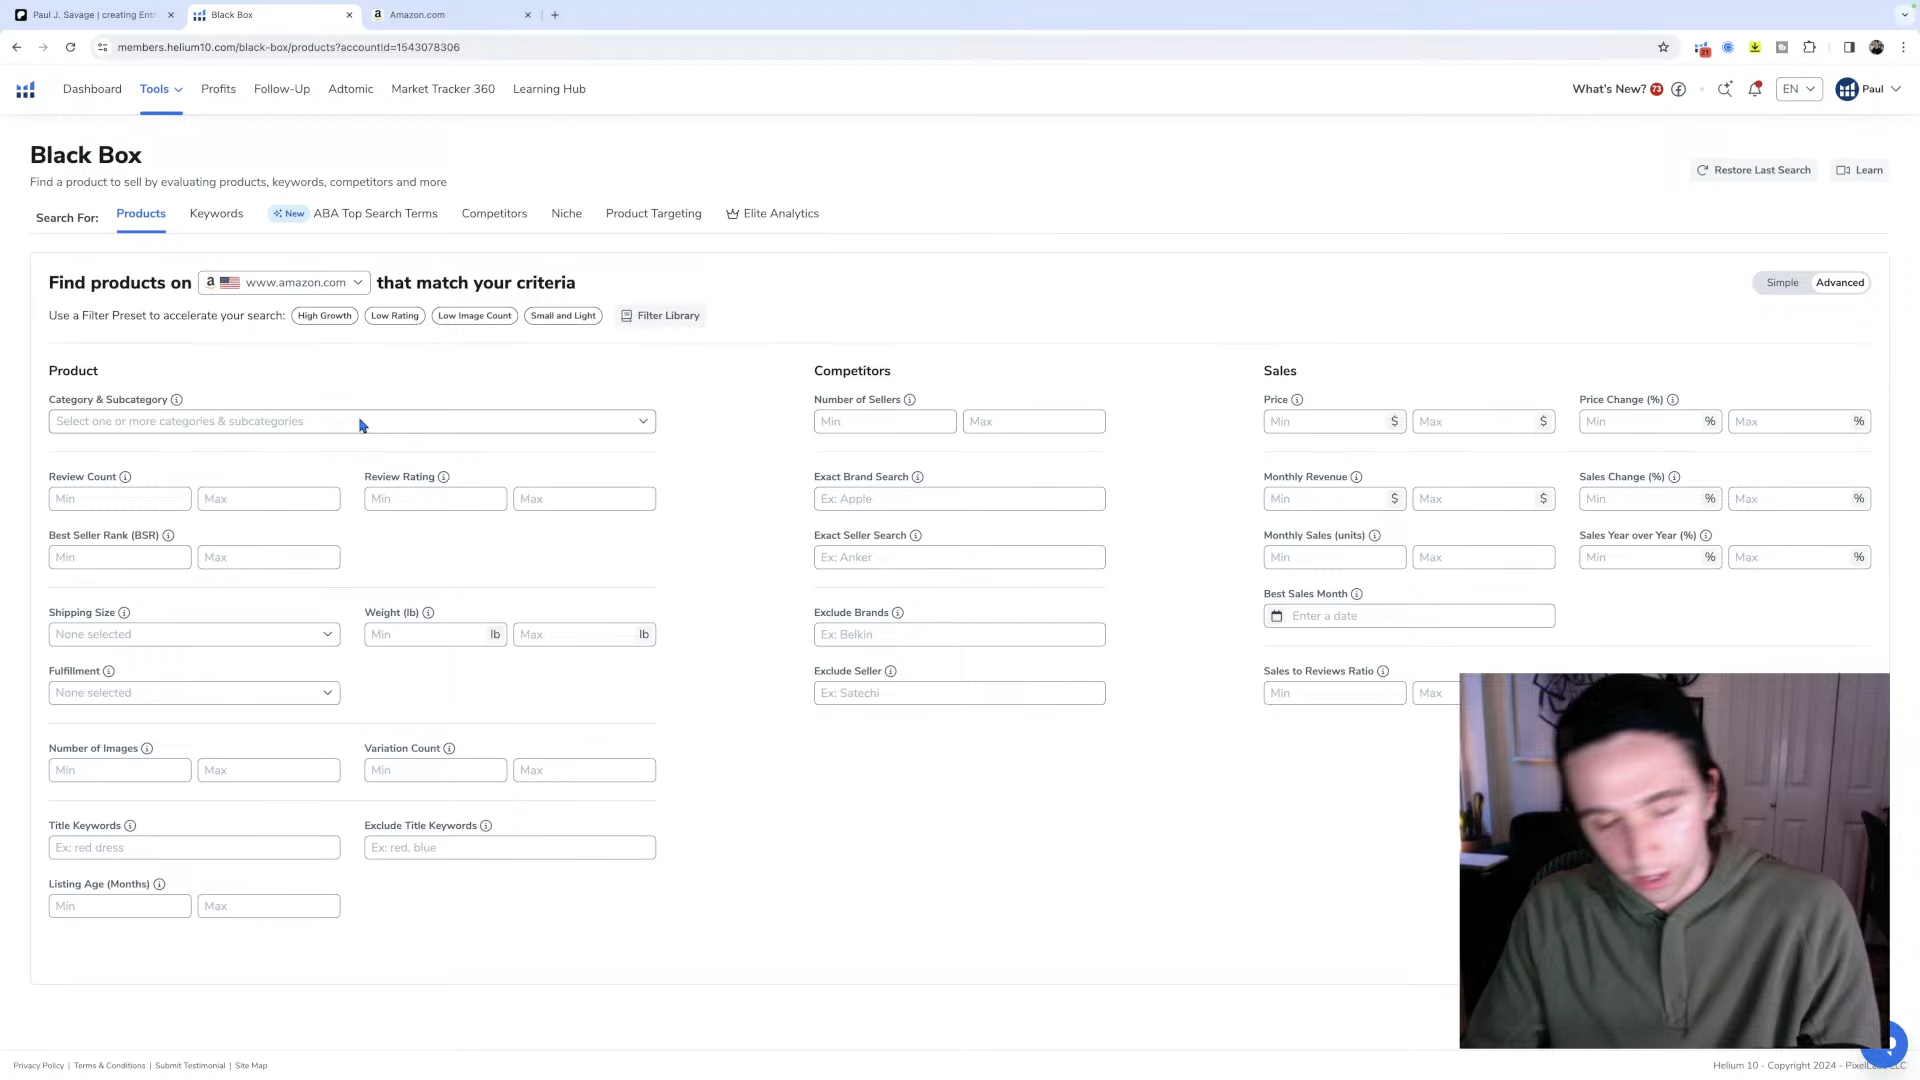 Paul J. Savage | creating Entr
Black Box
Amazon.com
members.helium10.com/black-box/products?accountId=1543078306
21
Dashboard
Tools
Profits
Follow-Up
Adtomic
Market Tracker 360
Learning Hub
What's New? 73
EN
Paul
Black Box
Find a product to sell by evaluating products, keywords, competitors and more
Restore Last Search
Learn
Search For:
Products
Keywords
New ABA Top Search Terms
Competitors
Niche
Product Targeting
Elite Analytics
Find products on www.amazon.com that match your criteria
Simple
Advanced
Use a Filter Preset to accelerate your search: High Growth Low Rating Low Image Count Small and Light Filter Library
Product
Category & Subcategory
Select one or more categories & subcategories
Review Count
Min
Max
Review Rating
Min
Max
Best Seller Rank (BSR)
Min
Max
Shipping Size
None selected
Weight (lb)
Min lb
Max lb
Fulfillment
None selected
Number of Images
Min
Max
Variation Count
Min
Max
Title Keywords
Ex: red dress
Exclude Title Keywords
Ex: red, blue
Listing Age (Months)
Min
Max
Competitors
Number of Sellers
Min
Max
Exact Brand Search
Ex: Apple
Exact Seller Search
Ex: Anker
Exclude Brands
Ex: Belkin
Exclude Seller
Ex: Satechi
Sales
Price
Min $
Max $
Price Change (%)
Min %
Max %
Monthly Revenue
Min $
Max $
Sales Change (%)
Min %
Max %
Monthly Sales (units)
Min
Max
Sales Year over Year (%)
Min %
Max %
Best Sales Month
Enter a date
Sales to Reviews Ratio
Min
Max
Privacy Policy | Terms & Conditions | Submit Testimonial | Site Map
Helium 10 - Copyright 2024 -